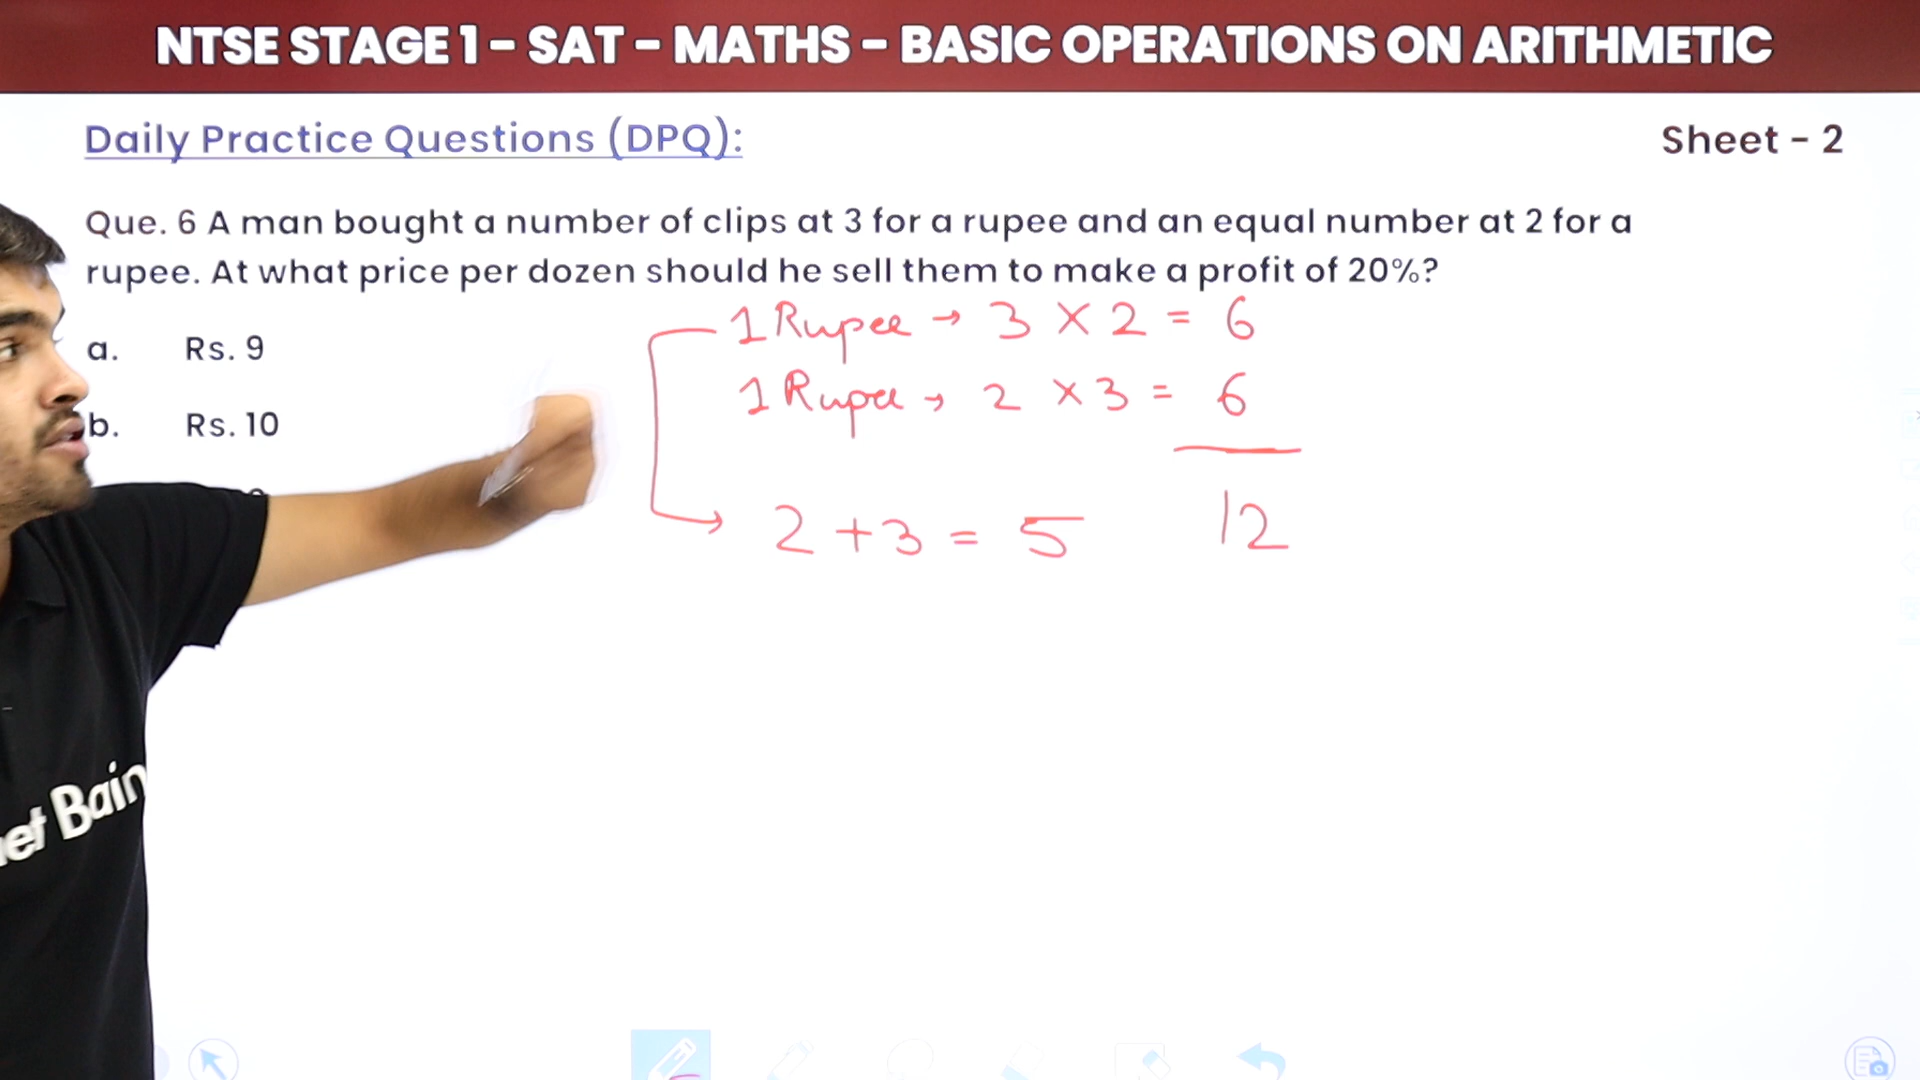 NTSE STAGE 1 - SAT - MATHS - BASIC OPERATIONS ON ARITHMETIC
Daily Practice Questions (DPQ):
Sheet - 2
Que. 6 A man bought a number of clips at 3 for a rupee and an equal number at 2 for a
rupee. At what price per dozen should he sell them to make a profit of 20%?
1 Rupee → 3 × 2 = 6
a. Rs. 9
1 Rupee → 2 × 3 = 6
b. Rs. 10
2 + 3 = 5 12
Bain